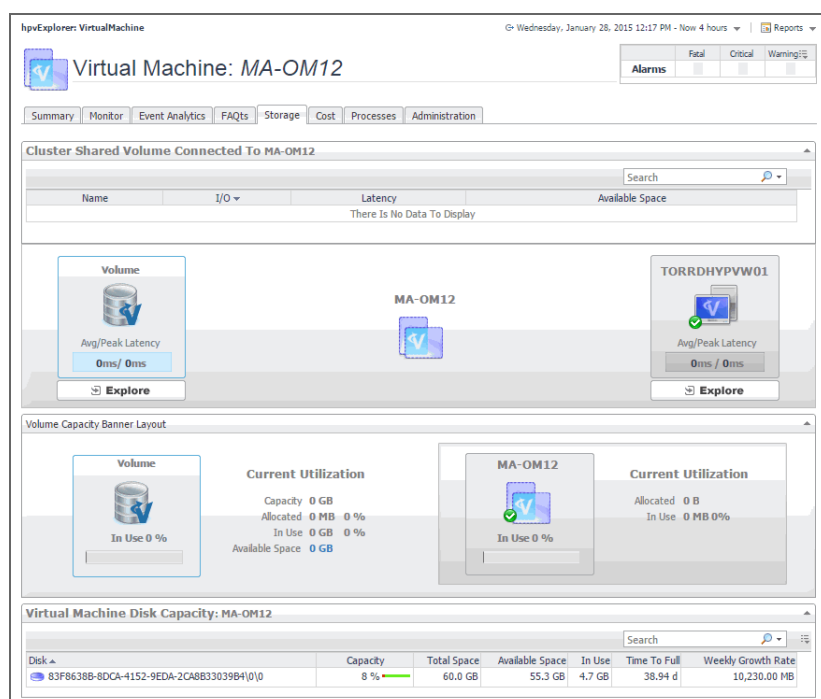 hpvExplorer: VirtualMachine
Wednesday, January 28, 2015 12:17 PM - Now 4 hours
Reports
Virtual Machine: MA-OM12
Fatal Critical Warning
Alarms
Summary Monitor Event Analytics FAQts Storage Cost Processes Administration
Cluster Shared Volume Connected To MA-OM12
Search
Name I/O Latency Available Space
There Is No Data To Display
Volume
Avg/Peak Latency
0ms/ 0ms
Explore
MA-OM12
TORRDHYPVW01
Avg/Peak Latency
0ms / 0ms
Explore
Volume Capacity Banner Layout
Volume
In Use 0 %
Current Utilization
Capacity 0 GB
Allocated 0 MB 0 %
In Use 0 GB 0 %
Available Space 0 GB
MA-OM12
In Use 0 %
Current Utilization
Allocated 0 B
In Use 0 MB 0%
Virtual Machine Disk Capacity: MA-OM12
Search
Disk Capacity Total Space Available Space In Use Time To Full Weekly Growth Rate
83F8638B-8DCA-4152-9EDA-2CA8B33039B4\0\0 8 % 60.0 GB 55.3 GB 4.7 GB 38.94 d 10,230.00 MB